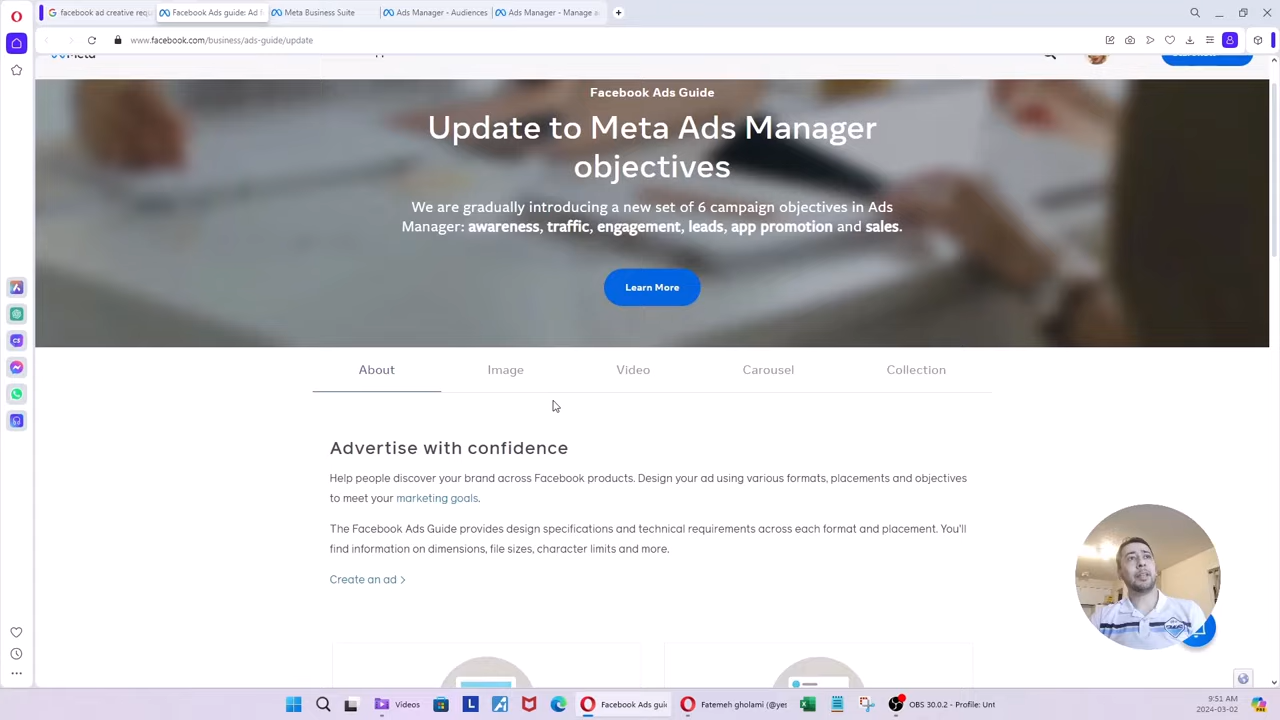 facebook ad creative requ
Facebook Ads guide: Ad f
Meta Business Suite
Ads Manager - Audiences
Ads Manager - Manage a
www.facebook.com/business/ads-guide/update
Facebook Ads Guide
Update to Meta Ads Manager
objectives
We are gradually introducing a new set of 6 campaign objectives in Ads
Manager: awareness, traffic, engagement, leads, app promotion and sales.
Learn More
About
Image
Video
Carousel
Collection
Advertise with confidence
Help people discover your brand across Facebook products. Design your ad using various formats, placements and objectives
to meet your marketing goals.
The Facebook Ads Guide provides design specifications and technical requirements across each format and placement. You'll
find information on dimensions, file sizes, character limits and more.
Create an ad >
Videos
Facebook Ads guid
Fatemeh gholami (@yes
OBS 30.0.2 - Profile: Unt
9:51 AM
2024-03-02